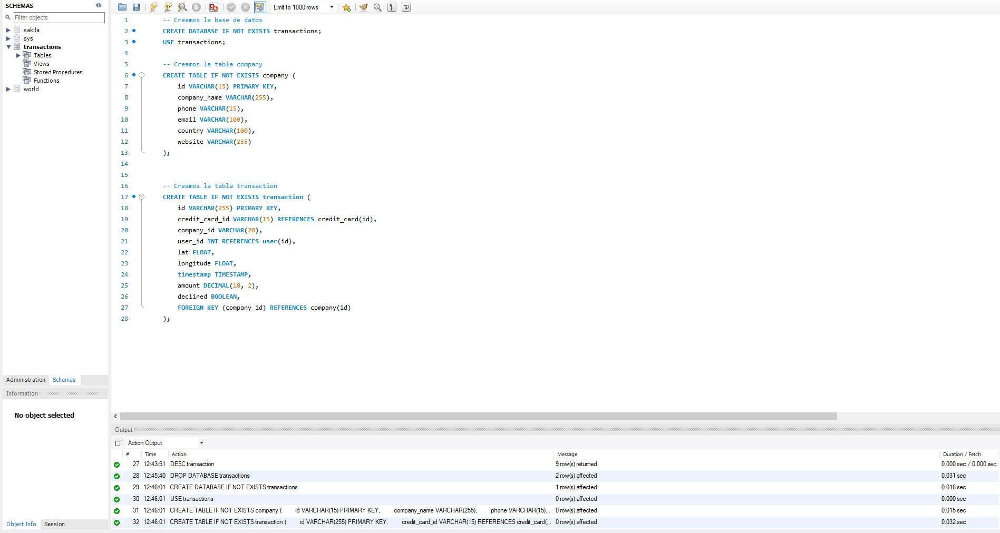 SCHEMAS
Filter objects
sakila
sys
transactions
Tables
Views
Stored Procedures
Functions
world
Administration Schemas
Information
No object selected
Object Info Session
Limit to 1000 rows
1 -- Creamos la base de datos
2 CREATE DATABASE IF NOT EXISTS transactions;
3 USE transactions;
4
5 -- Creamos la tabla company
6 CREATE TABLE IF NOT EXISTS company (
7 id VARCHAR(15) PRIMARY KEY,
8 company_name VARCHAR(255),
9 phone VARCHAR(15),
10 email VARCHAR(100),
11 country VARCHAR(100),
12 website VARCHAR(255)
13 );
14
15
16 -- Creamos la tabla transaction
17 CREATE TABLE IF NOT EXISTS transaction (
18 id VARCHAR(255) PRIMARY KEY,
19 credit_card_id VARCHAR(15) REFERENCES credit_card(id),
20 company_id VARCHAR(20),
21 user_id INT REFERENCES user(id),
22 lat FLOAT,
23 longitude FLOAT,
24 timestamp TIMESTAMP,
25 amount DECIMAL(10, 2),
26 declined BOOLEAN,
27 FOREIGN KEY (company_id) REFERENCES company(id)
28 );
Output
Action Output
# Time Action Message Duration / Fetch
27 12:43:51 DESC transaction 9 row(s) returned 0.000 sec / 0.000 sec
28 12:45:40 DROP DATABASE transactions 2 row(s) affected 0.031 sec
29 12:46:01 CREATE DATABASE IF NOT EXISTS transactions 1 row(s) affected 0.016 sec
30 12:46:01 USE transactions 0 row(s) affected 0.000 sec
31 12:46:01 CREATE TABLE IF NOT EXISTS company ( id VARCHAR(15) PRIMARY KEY, company_name VARCHAR(255), phone VARCHAR(15)... 0 row(s) affected 0.015 sec
32 12:46:01 CREATE TABLE IF NOT EXISTS transaction ( id VARCHAR(255) PRIMARY KEY, credit_card_id VARCHAR(15) REFERENCES credit_card(... 0 row(s) affected 0.032 sec